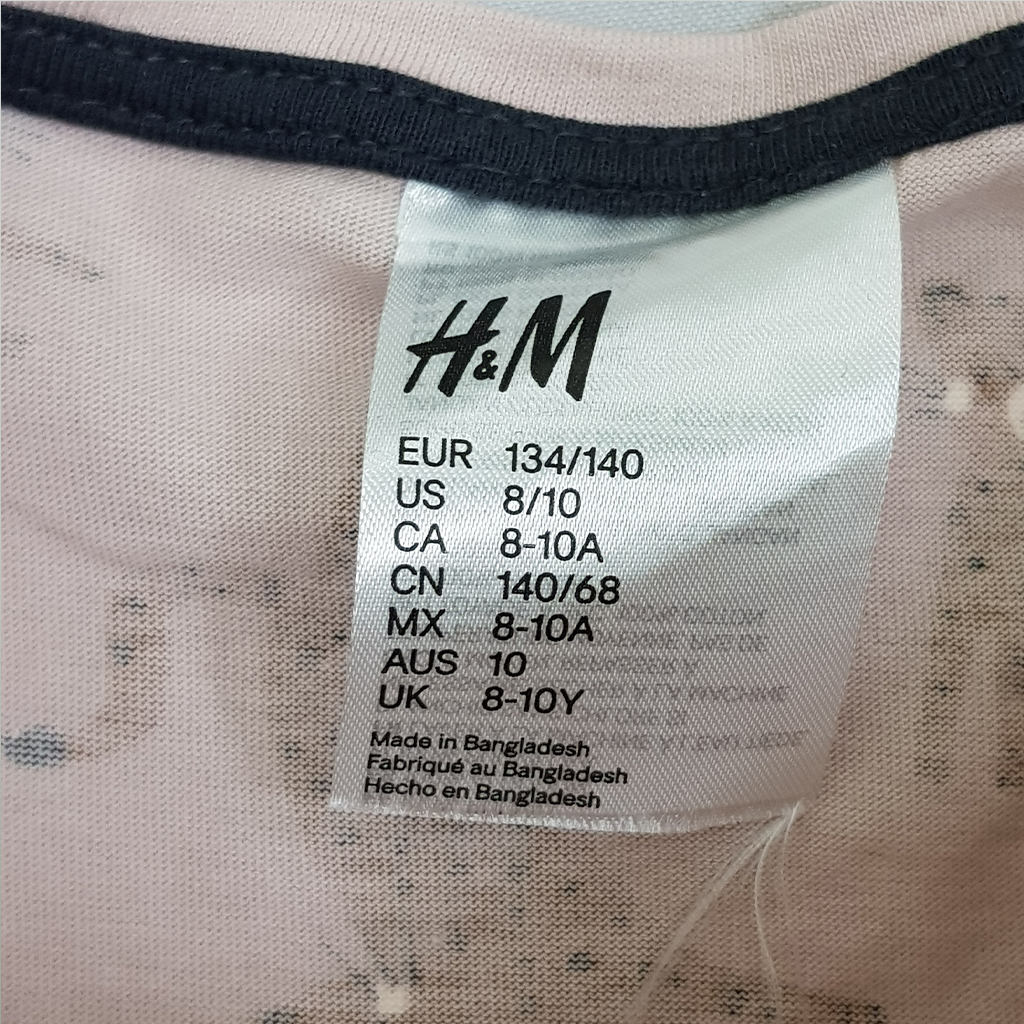 H&M
EUR 134/140
US 8/10
CA 8-10A
CN 140/68
MX 8-10A
AUS 10
UK 8-10Y
Made in Bangladesh
Fabriqué au Bangladesh
Hecho en Bangladesh